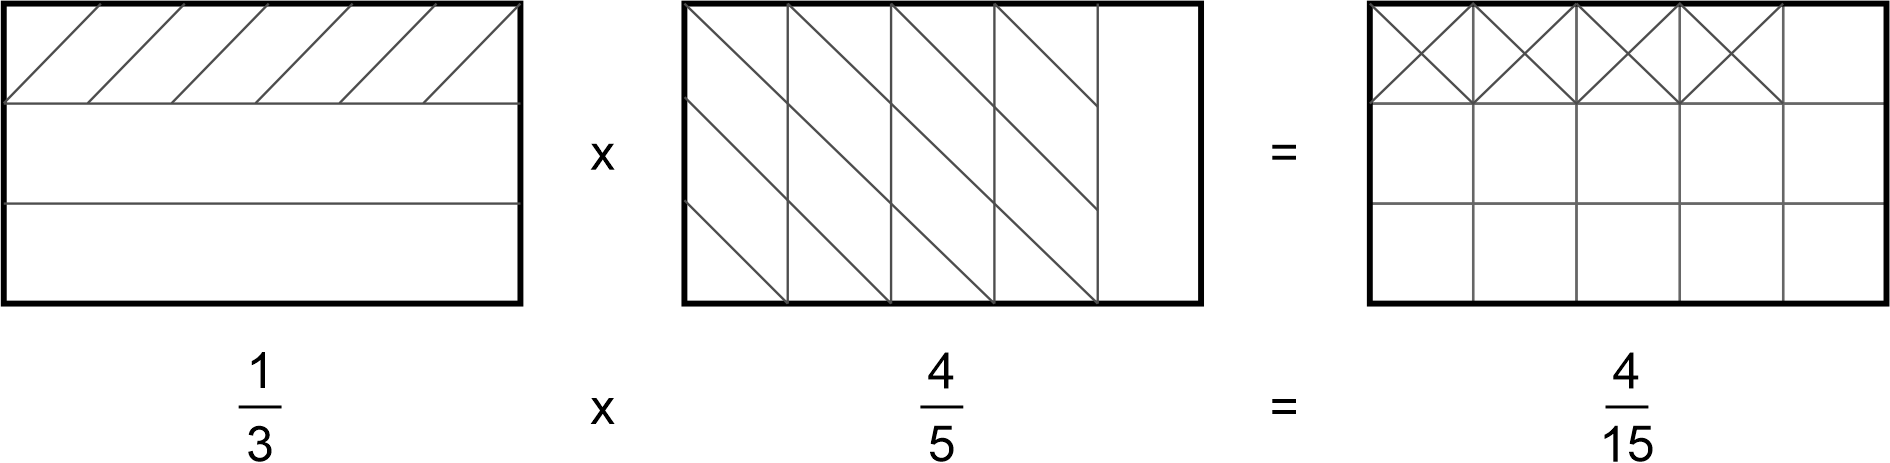 x =
1/3 x 4/5 = 4/15